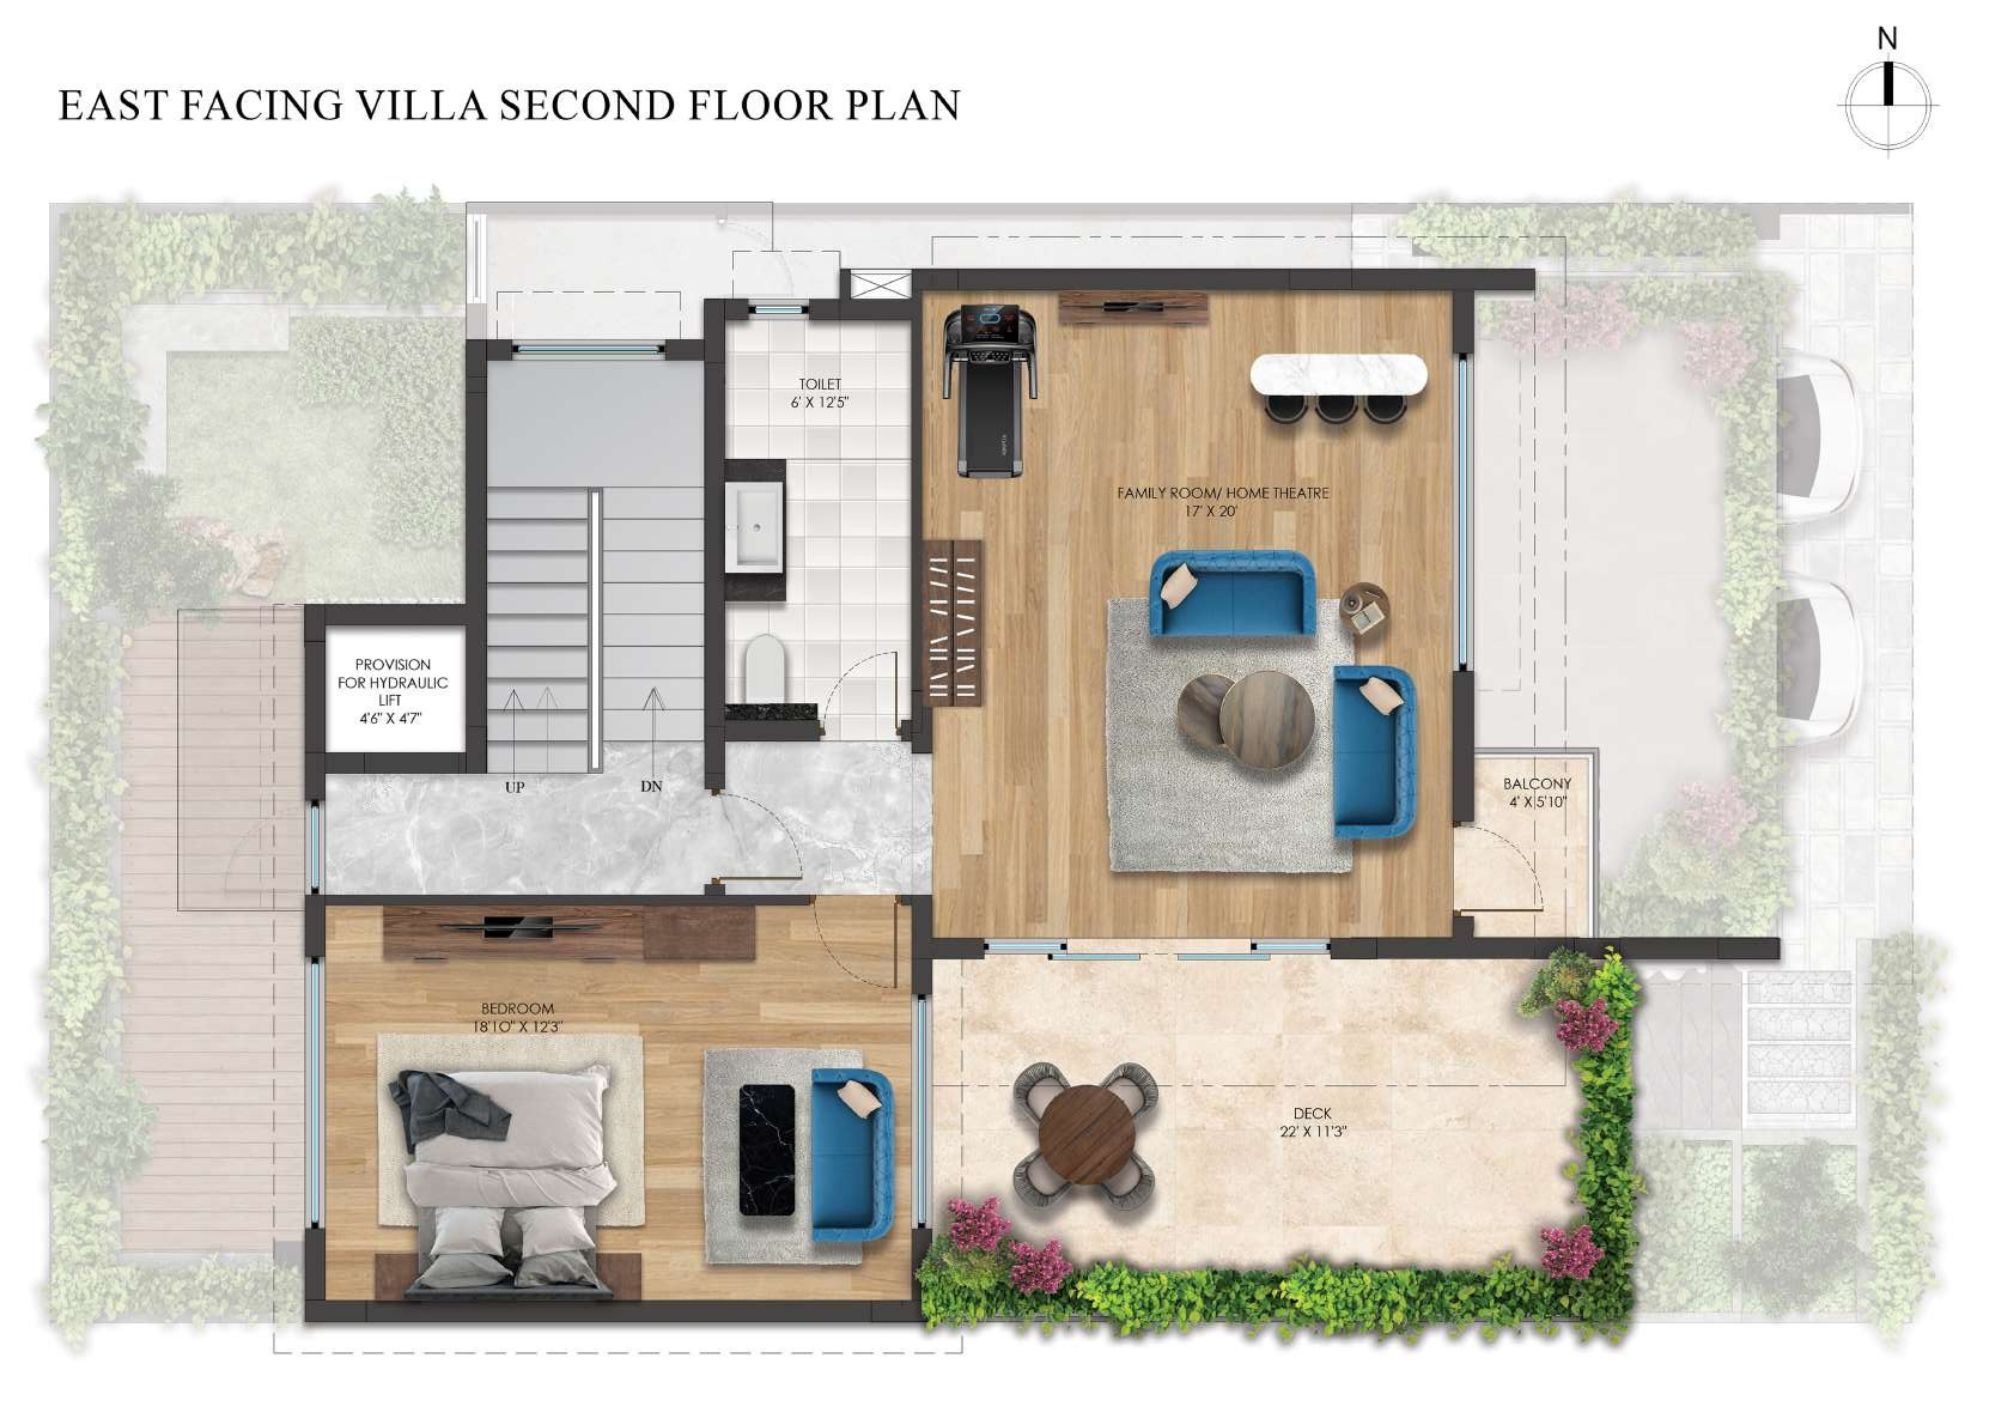 N
EAST FACING VILLA SECOND FLOOR PLAN
TOILET
6' X 12'5"
FAMILY ROOM/ HOME THEATRE
17' X 20'
PROVISION
FOR HYDRAULIC
LIFT
4'6" X 4'7"
UP
DN
BALCONY
4' X 5'10"
BEDROOM
18'10" X 12'3"
DECK
22' X 11'3"